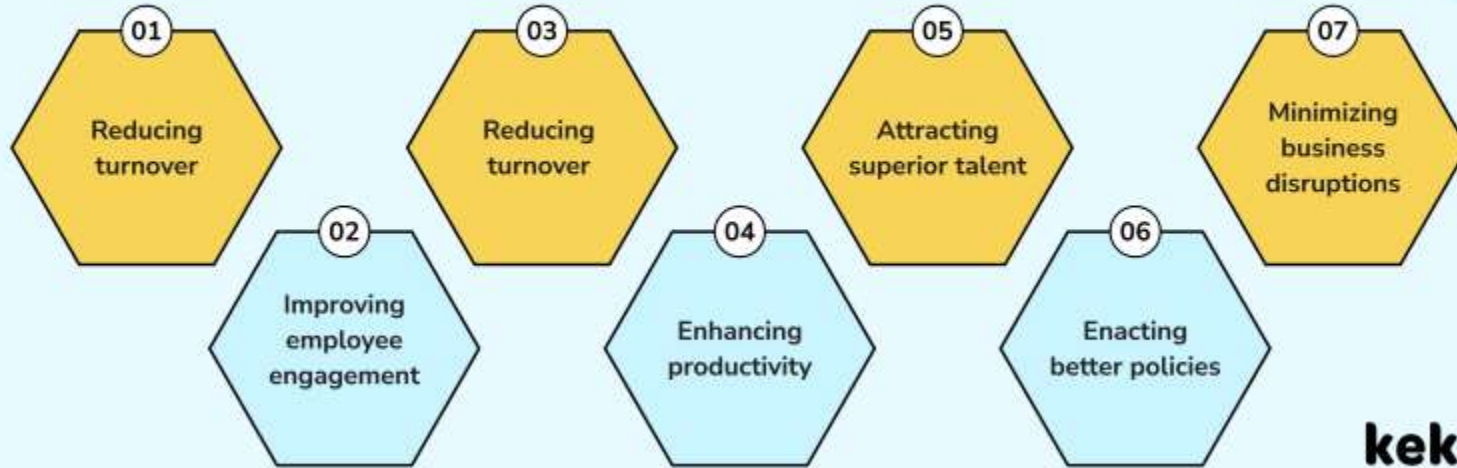 01
Reducing
turnover
02
Improving
employee
engagement
03
Reducing
turnover
04
Enhancing
productivity
05
Attracting
superior talent
06
Enacting
better policies
07
Minimizing
business
disruptions
kek